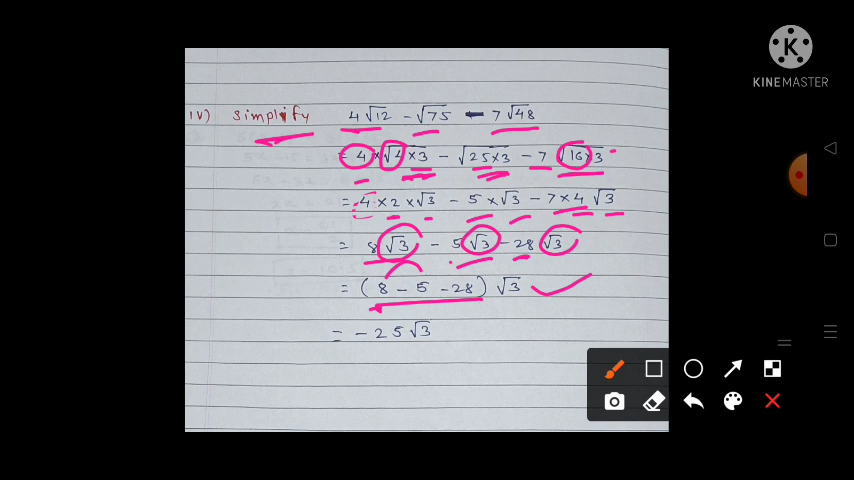 IV) Simplify 4√12 - √75 - 7√48
= 4 × √4 × 3 - √25 × 3 - 7 √16 × 3
= 4 × 2 × √3 - 5 × √3 - 7 × 4 √3
= 8√3 - 5√3 - 28√3
= (8 - 5 - 28) √3
= - 25√3
K
KINEMASTER